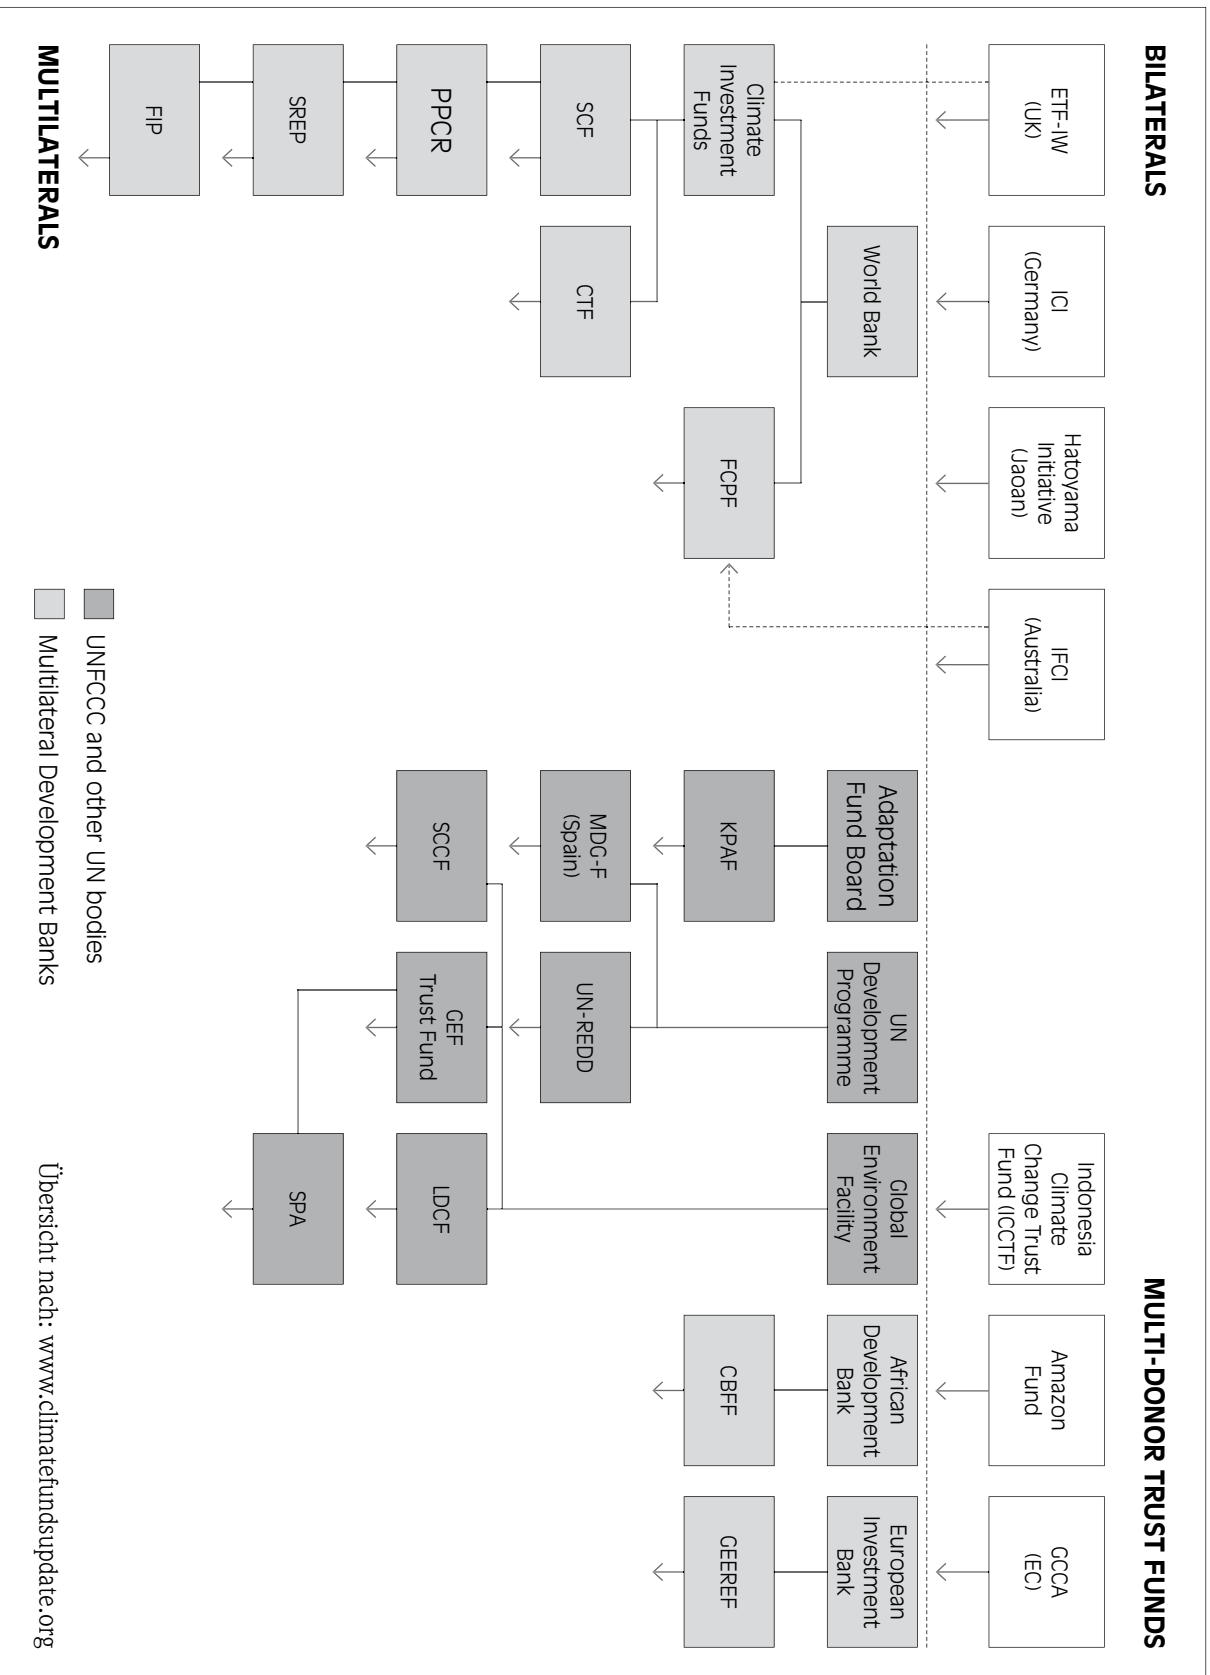 BILATERALS
MULTI-DONOR TRUST FUNDS
ETF-IW
(UK)
ICI
(Germany)
Hatoyama
Initiative
(Jaoan)
IFCI
(Australia)
Indonesia
Climate
Change Trust
Fund (ICCTF)
Amazon
Fund
GCCA
(EC)
World Bank
Adaptation
Fund Board
UN
Development
Programme
Global
Environment
Facility
African
Development
Bank
European
Investment
Bank
Climate
Investment
Funds
FCPF
KPAF
CBFF
GEEREF
SCF
CTF
MDG-F
(Spain)
UN-REDD
PPCR
SCCF
GEF
Trust Fund
LDCF
SREP
SPA
FIP
MULTILATERALS
UNFCCC and other UN bodies
Multilateral Development Banks
Übersicht nach: www.climatefundsupdate.org